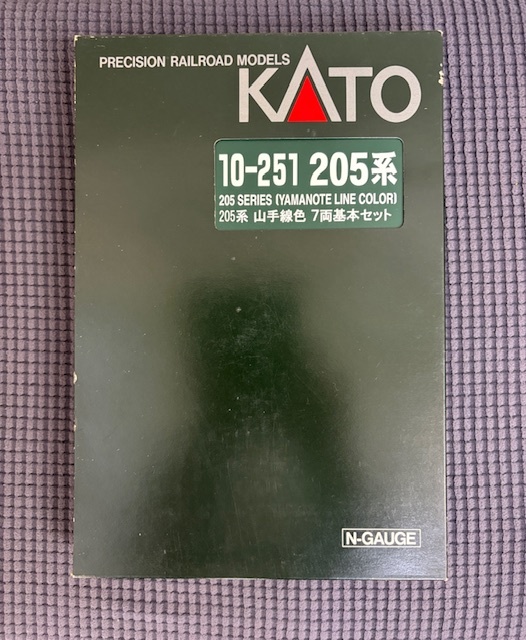 PRECISION RAILROAD MODELS
KATO
10-251 205系
205 SERIES (YAMANOTE LINE COLOR)
205系 山手線色 7両基本セット
N-GAUGE